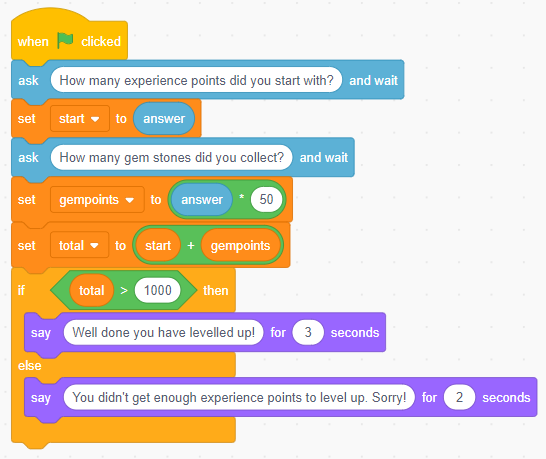 when clicked
ask How many experience points did you start with? and wait
set start to answer
ask How many gem stones did you collect? and wait
set gempoints to answer * 50
set total to start + gempoints
if total > 1000 then
say Well done you have levelled up! for 3 seconds
else
say You didn't get enough experience points to level up. Sorry! for 2 seconds